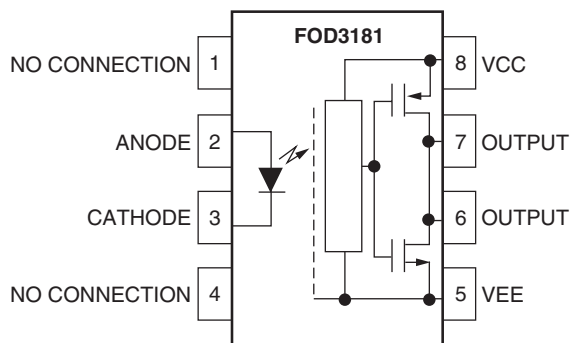 FOD3181
NO CONNECTION 1
8 VCC
ANODE 2
7 OUTPUT
CATHODE 3
6 OUTPUT
NO CONNECTION 4
5 VEE